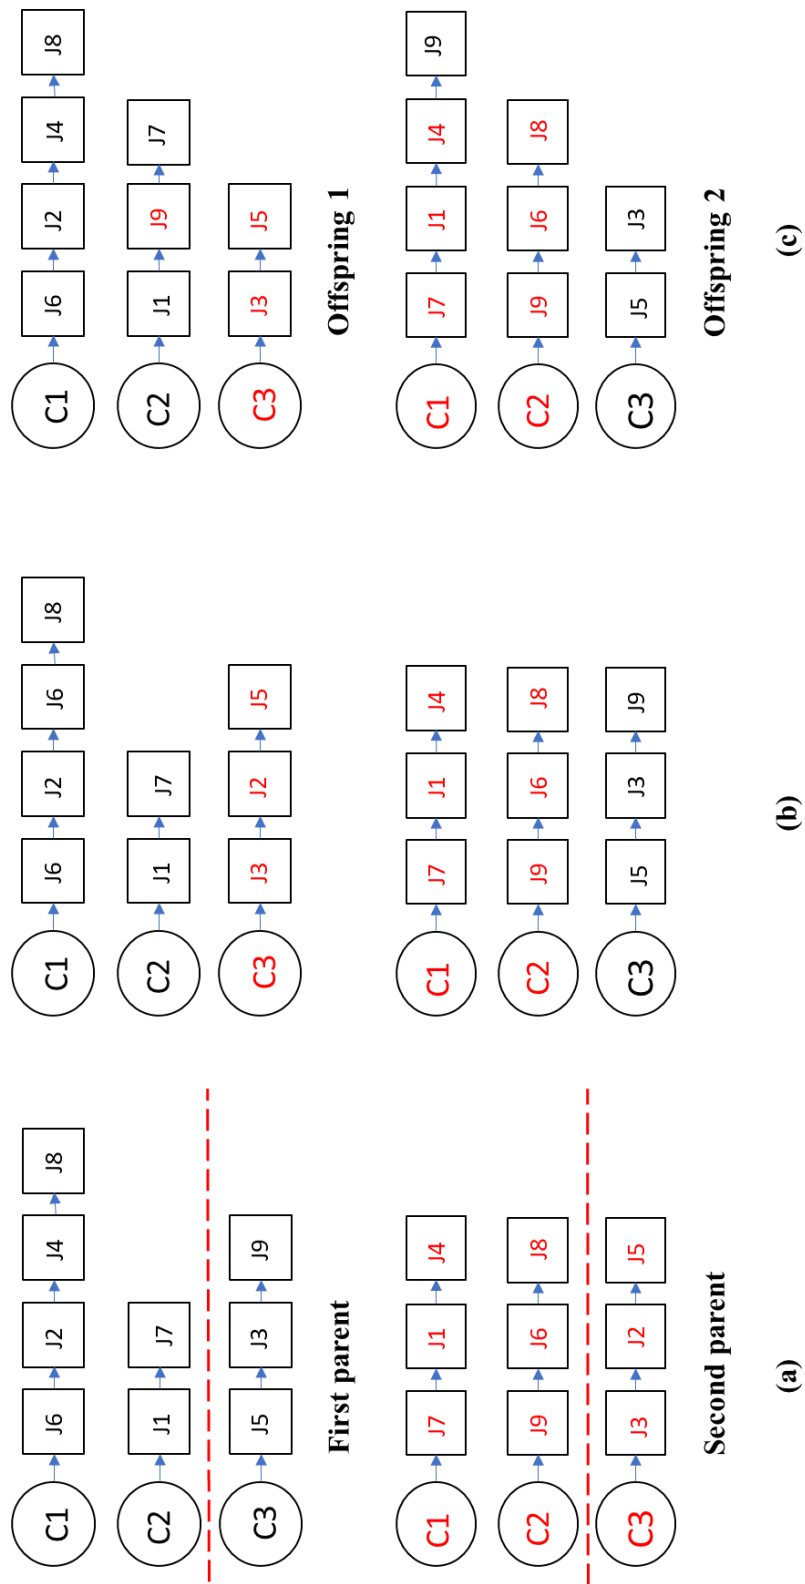 C1 J6 J2 J4 J8
C2 J1 J7
C3 J5 J3 J9
First parent
C1 J7 J1 J4
C2 J9 J6 J8
C3 J3 J2 J5
Second parent
(a)
C1 J6 J2 J6 J8
C2 J1 J7
C3 J3 J2 J5
C1 J7 J1 J4
C2 J9 J6 J8
C3 J5 J3 J9
(b)
C1 J6 J2 J4 J8
C2 J1 J9 J7
C3 J3 J5
Offspring 1
C1 J7 J1 J4 J9
C2 J9 J6 J8
C3 J5 J3
Offspring 2
(c)